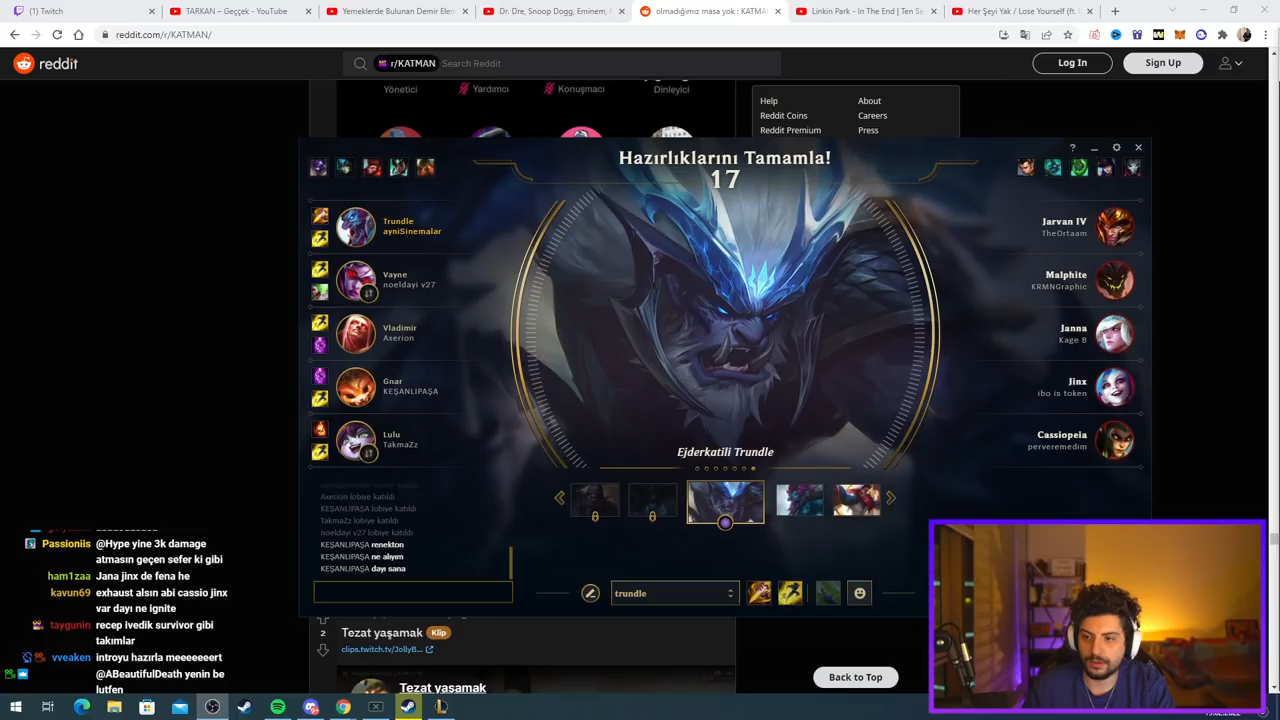 (1) Twitch
TARKAN – Geççek - YouTube
Yemeklerde Bulunan Demir Elem
Dr. Dre, Snoop Dogg, Eminem,
olmadığımız masa yok : KATMA
Linkin Park - In The End | Ten Se
Her Şeyi Yak / Lose Yourself (ft.
reddit.com/r/KATMAN/
reddit
r/KATMAN
Search Reddit
Log In
Sign Up
Yönetici
Yardımcı
Konuşmacı
Dinleyici
Help
About
Reddit Coins
Careers
Reddit Premium
Press
Hazırlıklarını Tamamla!
17
Trundle
ayniSinemalar
Vayne
noeldayi v27
Vladimir
Axerion
Gnar
KEŞANLIPAŞA
Lulu
TakmaZz
Jarvan IV
TheOrtaam
Malphite
KRMNGraphic
Janna
Kage B
Jinx
ibo is token
Cassiopeia
perveremedim
Ejderkatili Trundle
Axerion lobiye katıldı
KEŞANLIPAŞA lobiye katıldı
TakmaZz lobiye katıldı
noeldayi v27 lobiye katıldı
KEŞANLIPAŞA renekton
KEŞANLIPAŞA ne alıyım
KEŞANLIPAŞA dayı sana
trundle
Passioniis @Hype yine 3k damage
atmasın geçen sefer ki gibi
ham1zaa Jana jinx de fena he
kavun69 exhaust alsın abi cassio jinx
var dayı ne ignite
taygunin recep ivedik survivor gibi
takımlar
vveaken introyu hazırla meeeeeeert
@ABeautifulDeath yenin be
lutfen
2
Tezat yaşamak
Klip
clips.twitch.tv/JollyB...
Tezat yasamak
Back to Top